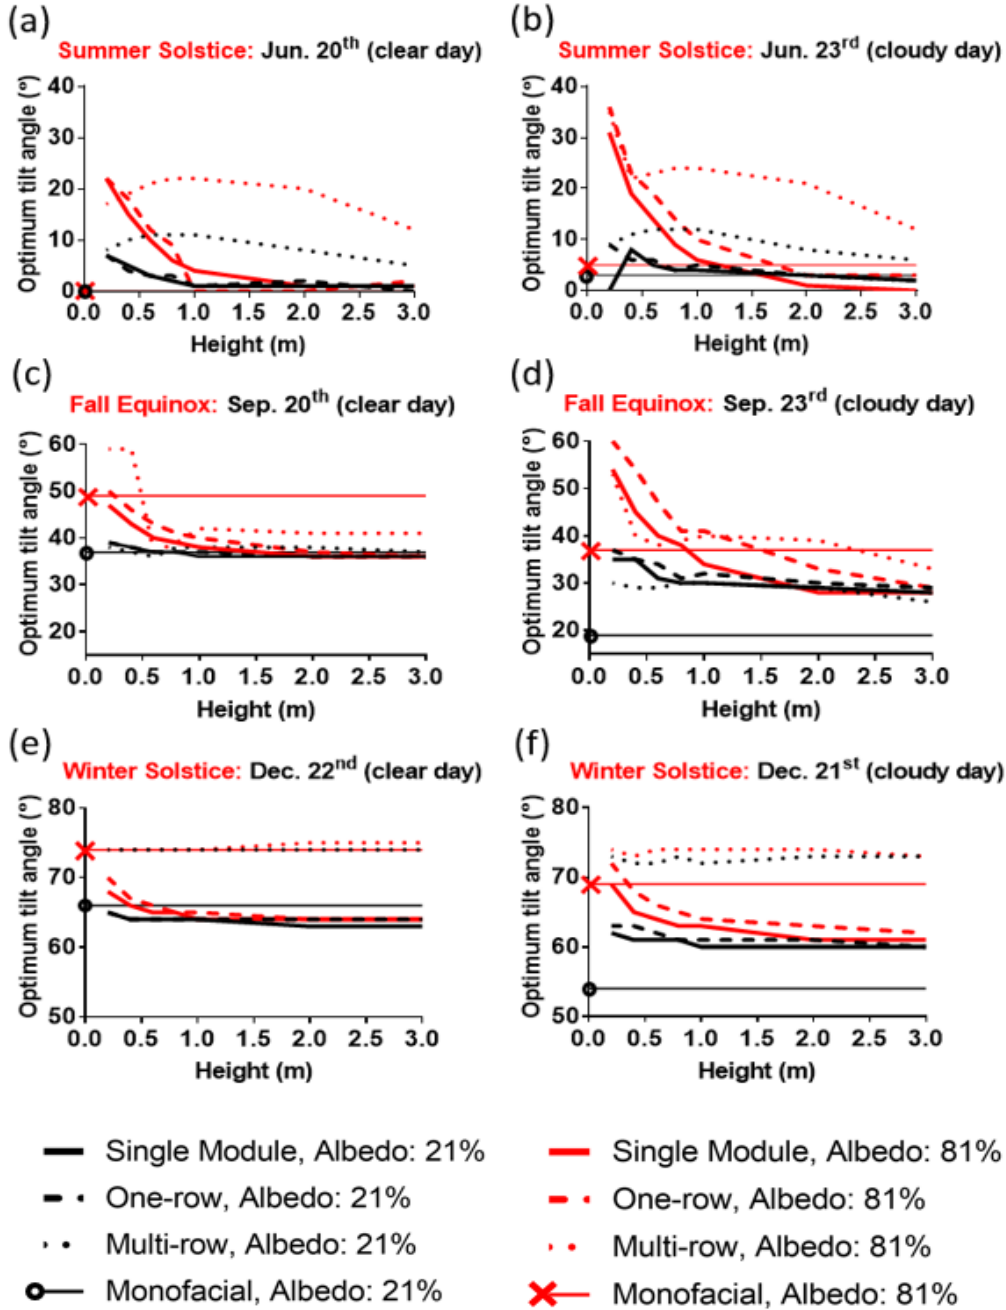 (a)
Summer Solstice: Jun. 20th (clear day)
Optimum tilt angle (°)
40
30
20
10
0
0.0 0.5 1.0 1.5 2.0 2.5 3.0
Height (m)
(b)
Summer Solstice: Jun. 23rd (cloudy day)
Optimum tilt angle (°)
40
30
20
10
0
0.0 0.5 1.0 1.5 2.0 2.5 3.0
Height (m)
(c)
Fall Equinox: Sep. 20th (clear day)
Optimum tilt angle (°)
60
50
40
30
20
0.0 0.5 1.0 1.5 2.0 2.5 3.0
Height (m)
(d)
Fall Equinox: Sep. 23rd (cloudy day)
Optimum tilt angle (°)
60
50
40
30
20
0.0 0.5 1.0 1.5 2.0 2.5 3.0
Height (m)
(e)
Winter Solstice: Dec. 22nd (clear day)
Optimum tilt angle (°)
80
70
60
50
0.0 0.5 1.0 1.5 2.0 2.5 3.0
Height (m)
(f)
Winter Solstice: Dec. 21st (cloudy day)
Optimum tilt angle (°)
80
70
60
50
0.0 0.5 1.0 1.5 2.0 2.5 3.0
Height (m)
Single Module, Albedo: 21%
One-row, Albedo: 21%
Multi-row, Albedo: 21%
Monofacial, Albedo: 21%
Single Module, Albedo: 81%
One-row, Albedo: 81%
Multi-row, Albedo: 81%
Monofacial, Albedo: 81%